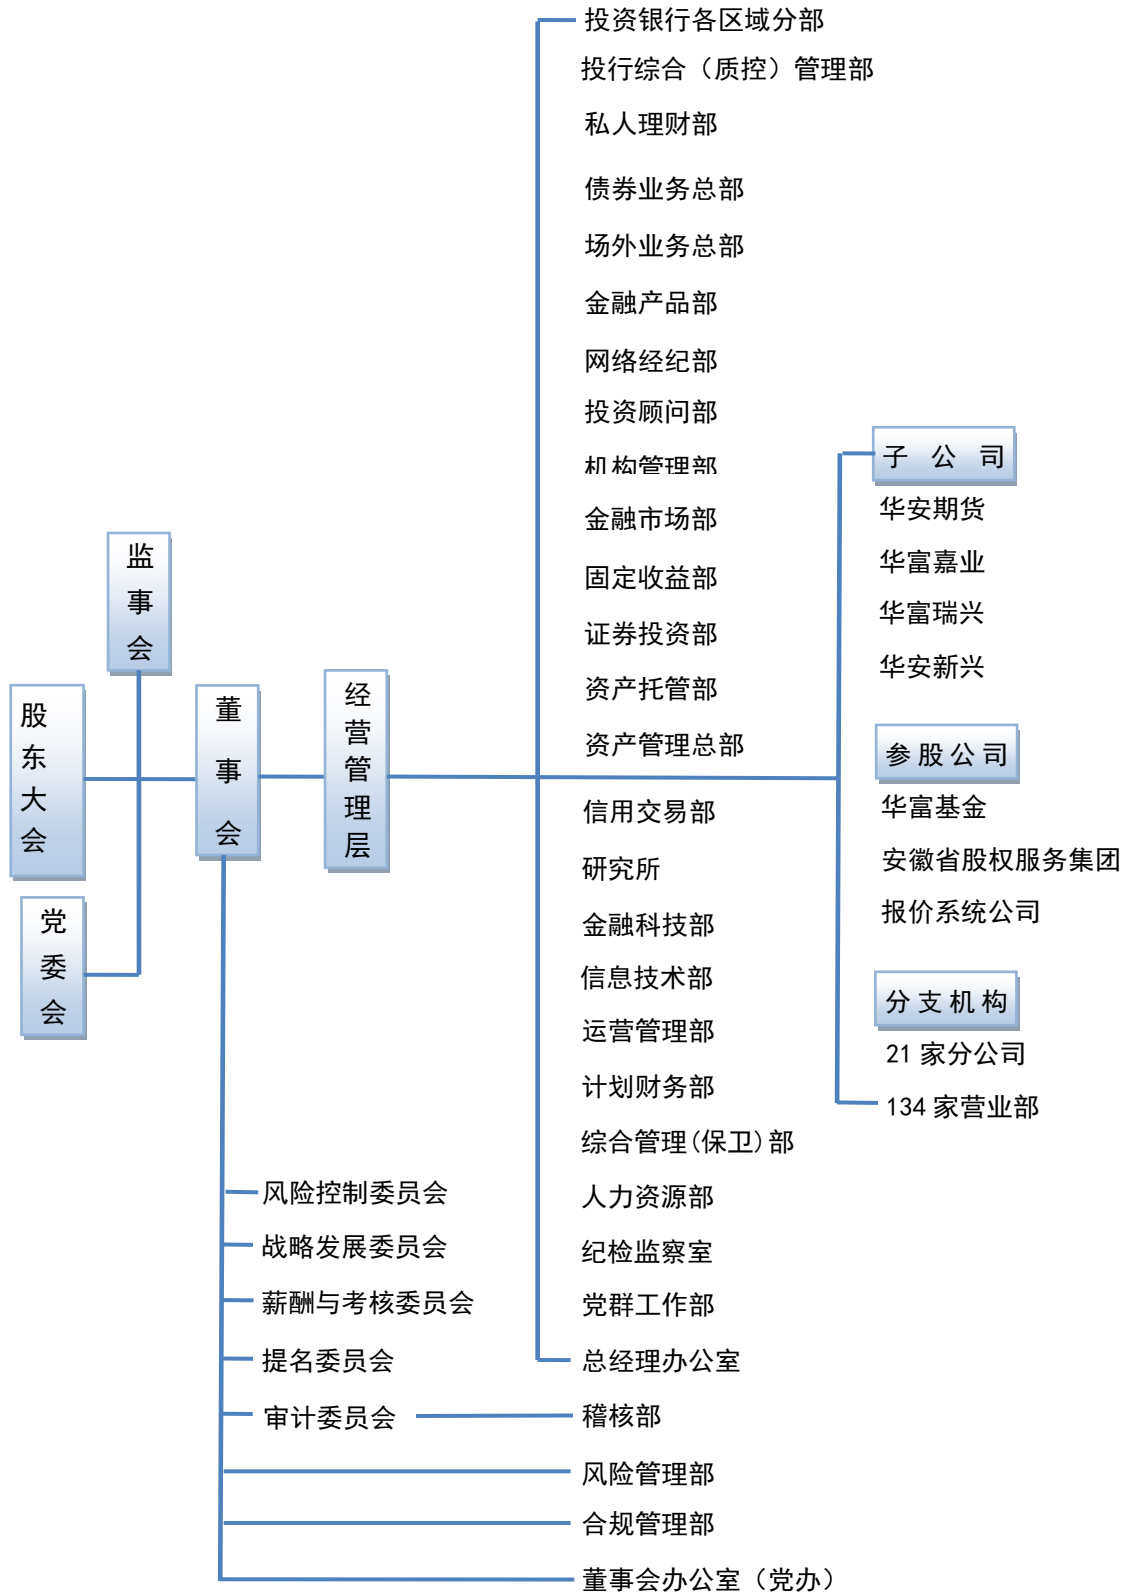 股东大会
党委会
监事会
董事会
经营管理层
投资银行各区域分部
投行综合（质控）管理部
私人理财部
债券业务总部
场外业务总部
金融产品部
网络经纪部
投资顾问部
机构管理部
金融市场部
固定收益部
证券投资部
资产托管部
资产管理总部
信用交易部
研究所
金融科技部
信息技术部
运营管理部
计划财务部
综合管理(保卫)部
人力资源部
纪检监察室
党群工作部
总经理办公室
风险控制委员会
战略发展委员会
薪酬与考核委员会
提名委员会
审计委员会
稽核部
风险管理部
合规管理部
董事会办公室（党办）
子公司
华安期货
华富嘉业
华富瑞兴
华安新兴
参股公司
华富基金
安徽省股权服务集团
报价系统公司
分支机构
21 家分公司
134 家营业部